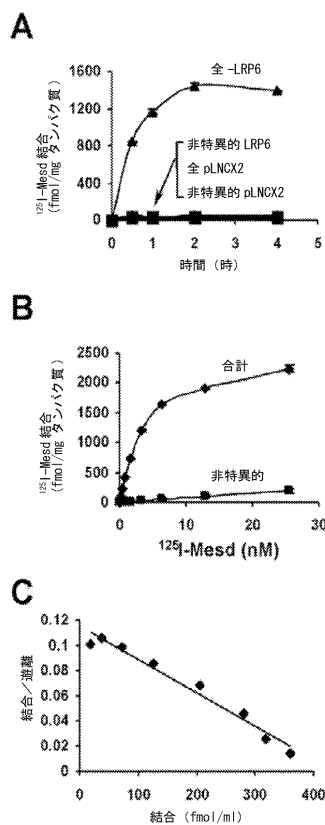 A
¹²⁵I-Mesd 結合
(fmol/mg タンパク質)
1600
1200
800
400
0
全-LRP6
非特異的 LRP6
全 pLNCX2
非特異的 pLNCX2
0 1 2 3 4 5
時間 (時)
B
¹²⁵I-Mesd 結合
(fmol/mg タンパク質)
2500
2000
1500
1000
500
0
合計
非特異的
0 10 20 30
¹²⁵I-Mesd (nM)
C
結合/遊離
0.12
0.1
0.08
0.06
0.04
0.02
0
0 100 200 300 400
結合 (fmol/ml)